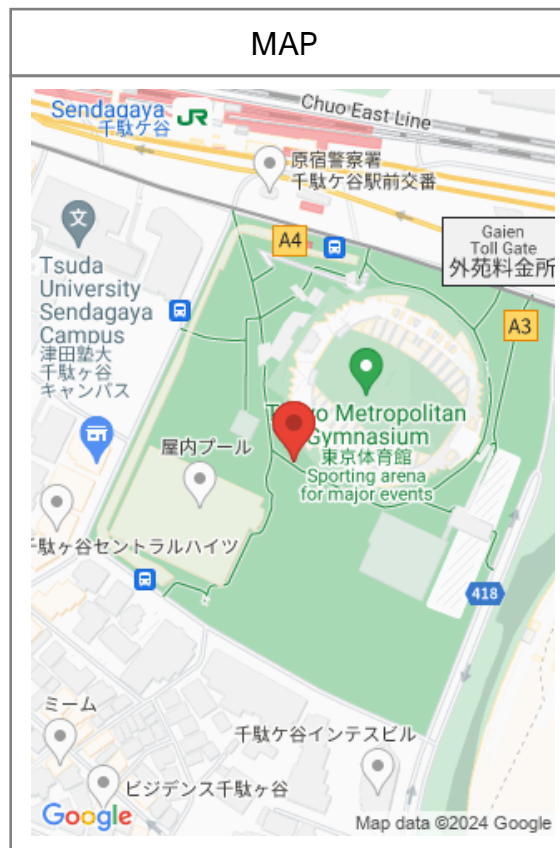 MAP
Chuo East Line
Sendagaya
JR
千駄ケ谷
原宿警察署
千駄ケ谷駅前交番
Gaien
Toll Gate
外苑料金所
A4
A3
文
Tsuda
University
Sendagaya
Campus
津田塾大
千駄ヶ谷
キャンパス
Tokyo Metropolitan
Gymnasium
東京体育館
Sporting arena
for major events
屋内プール
千駄ヶ谷セントラルハイツ
418
ミーム
千駄ケ谷インテスビル
ビジデンス千駄ヶ谷
Google
Map data ©2024 Google